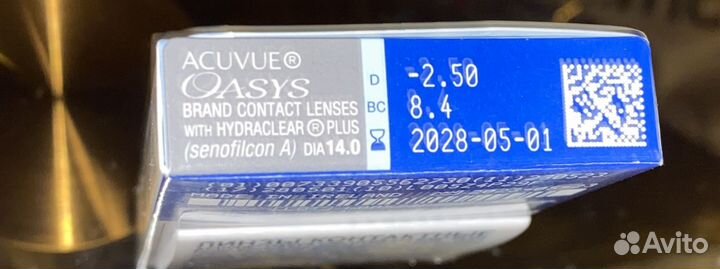 ACUVUE®
OASYS
BRAND CONTACT LENSES
WITH HYDRACLEAR® PLUS
(senofilcon A) DIA14.0
D -2.50
BC 8.4
2028-05-01
Avito